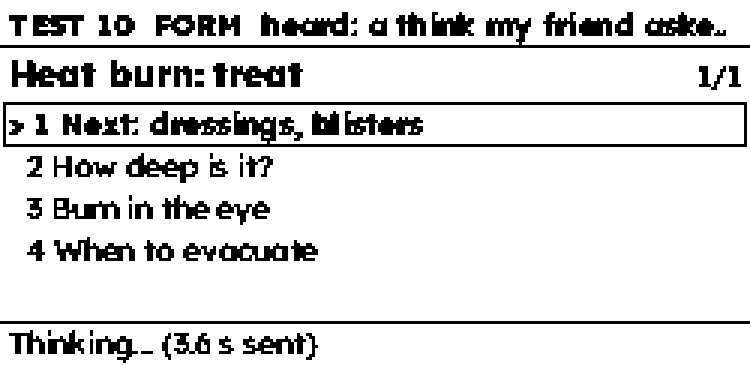 TEST 10 FORM heard: a think my friend aske..
Heat burn: treat 1/1
> 1 Next: dressings, blisters
2 How deep is it?
3 Burn in the eye
4 When to evacuate
Thinking... (3.6 s sent)